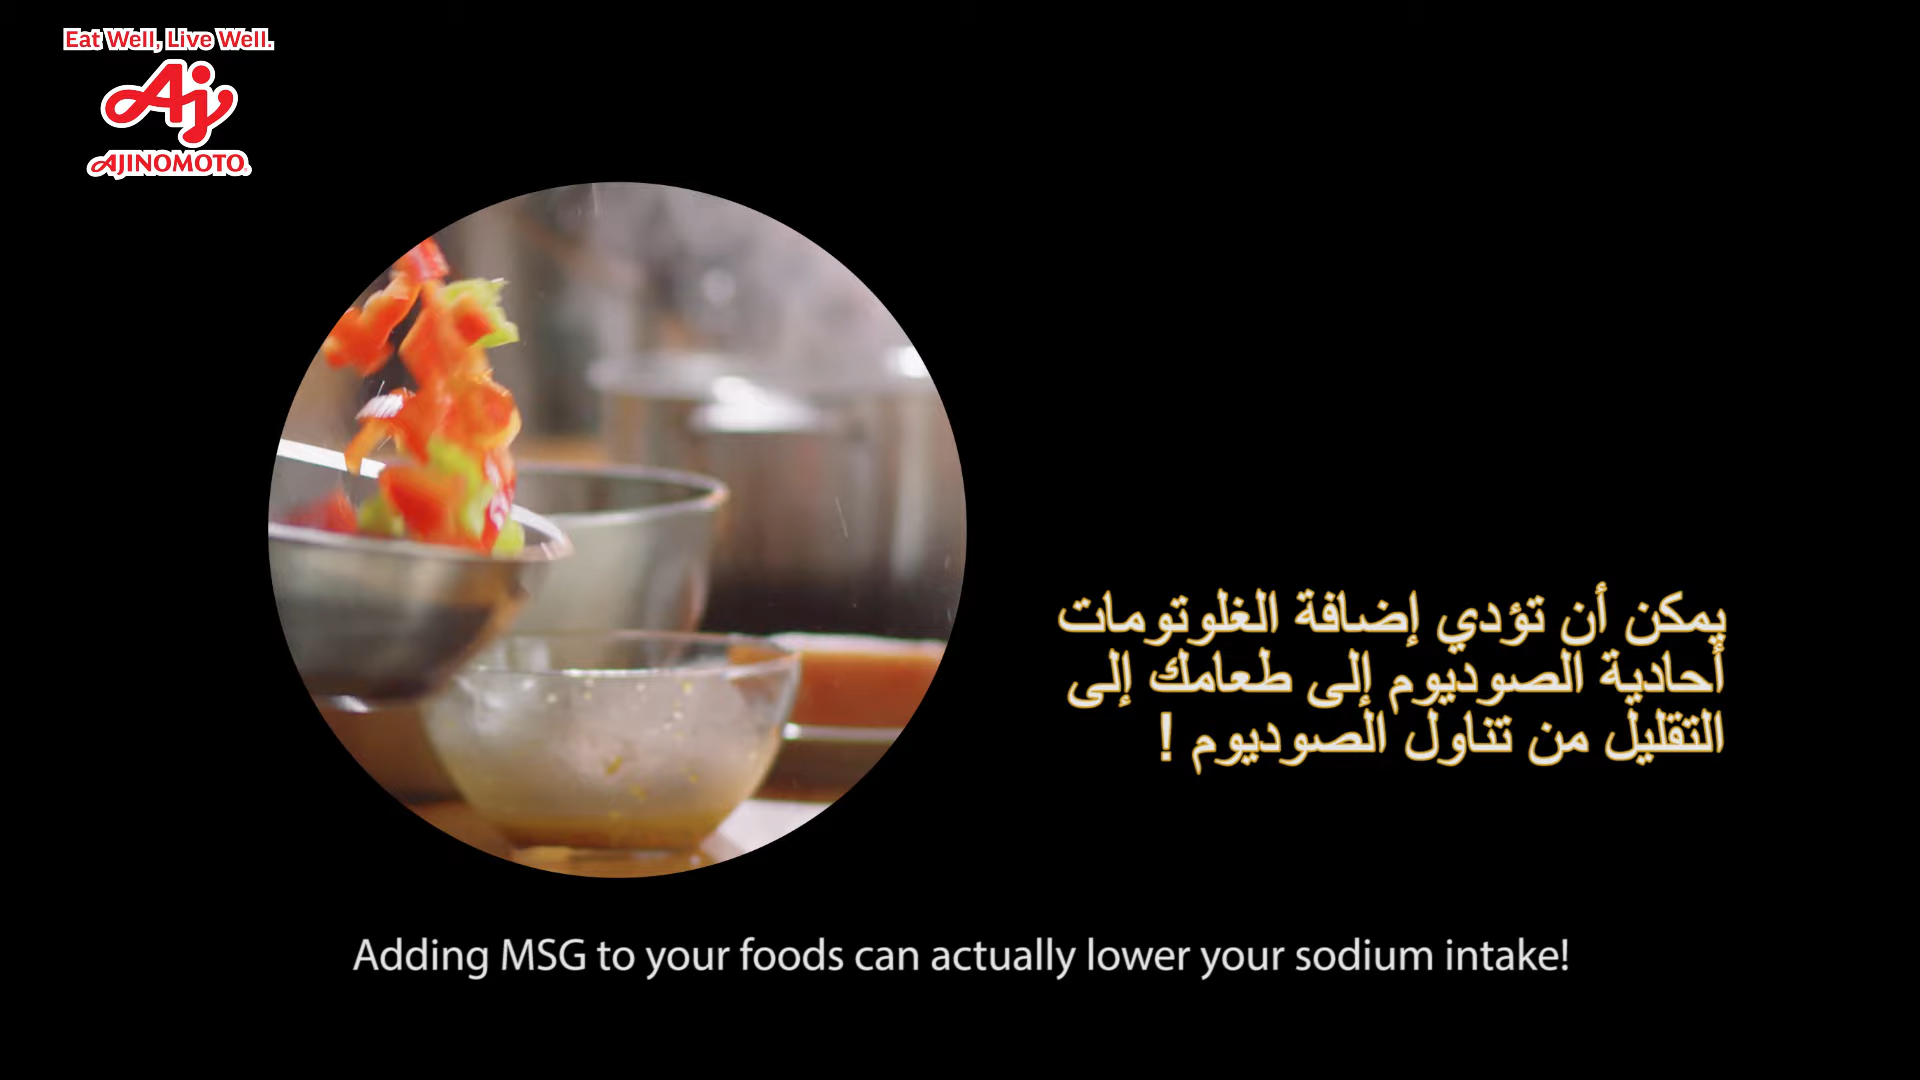 Eat Well, Live Well.
Aj
AJINOMOTO
يمكن أن تؤدي إضافة الغلوتومات
أحادية الصوديوم إلى طعامك إلى
التقليل من تناول الصوديوم !
Adding MSG to your foods can actually lower your sodium intake!